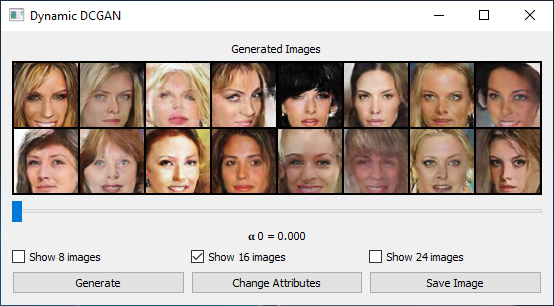 Dynamic DCGAN
Generated Images
α 0 = 0.000
Show 8 images Show 16 images Show 24 images
Generate Change Attributes Save Image